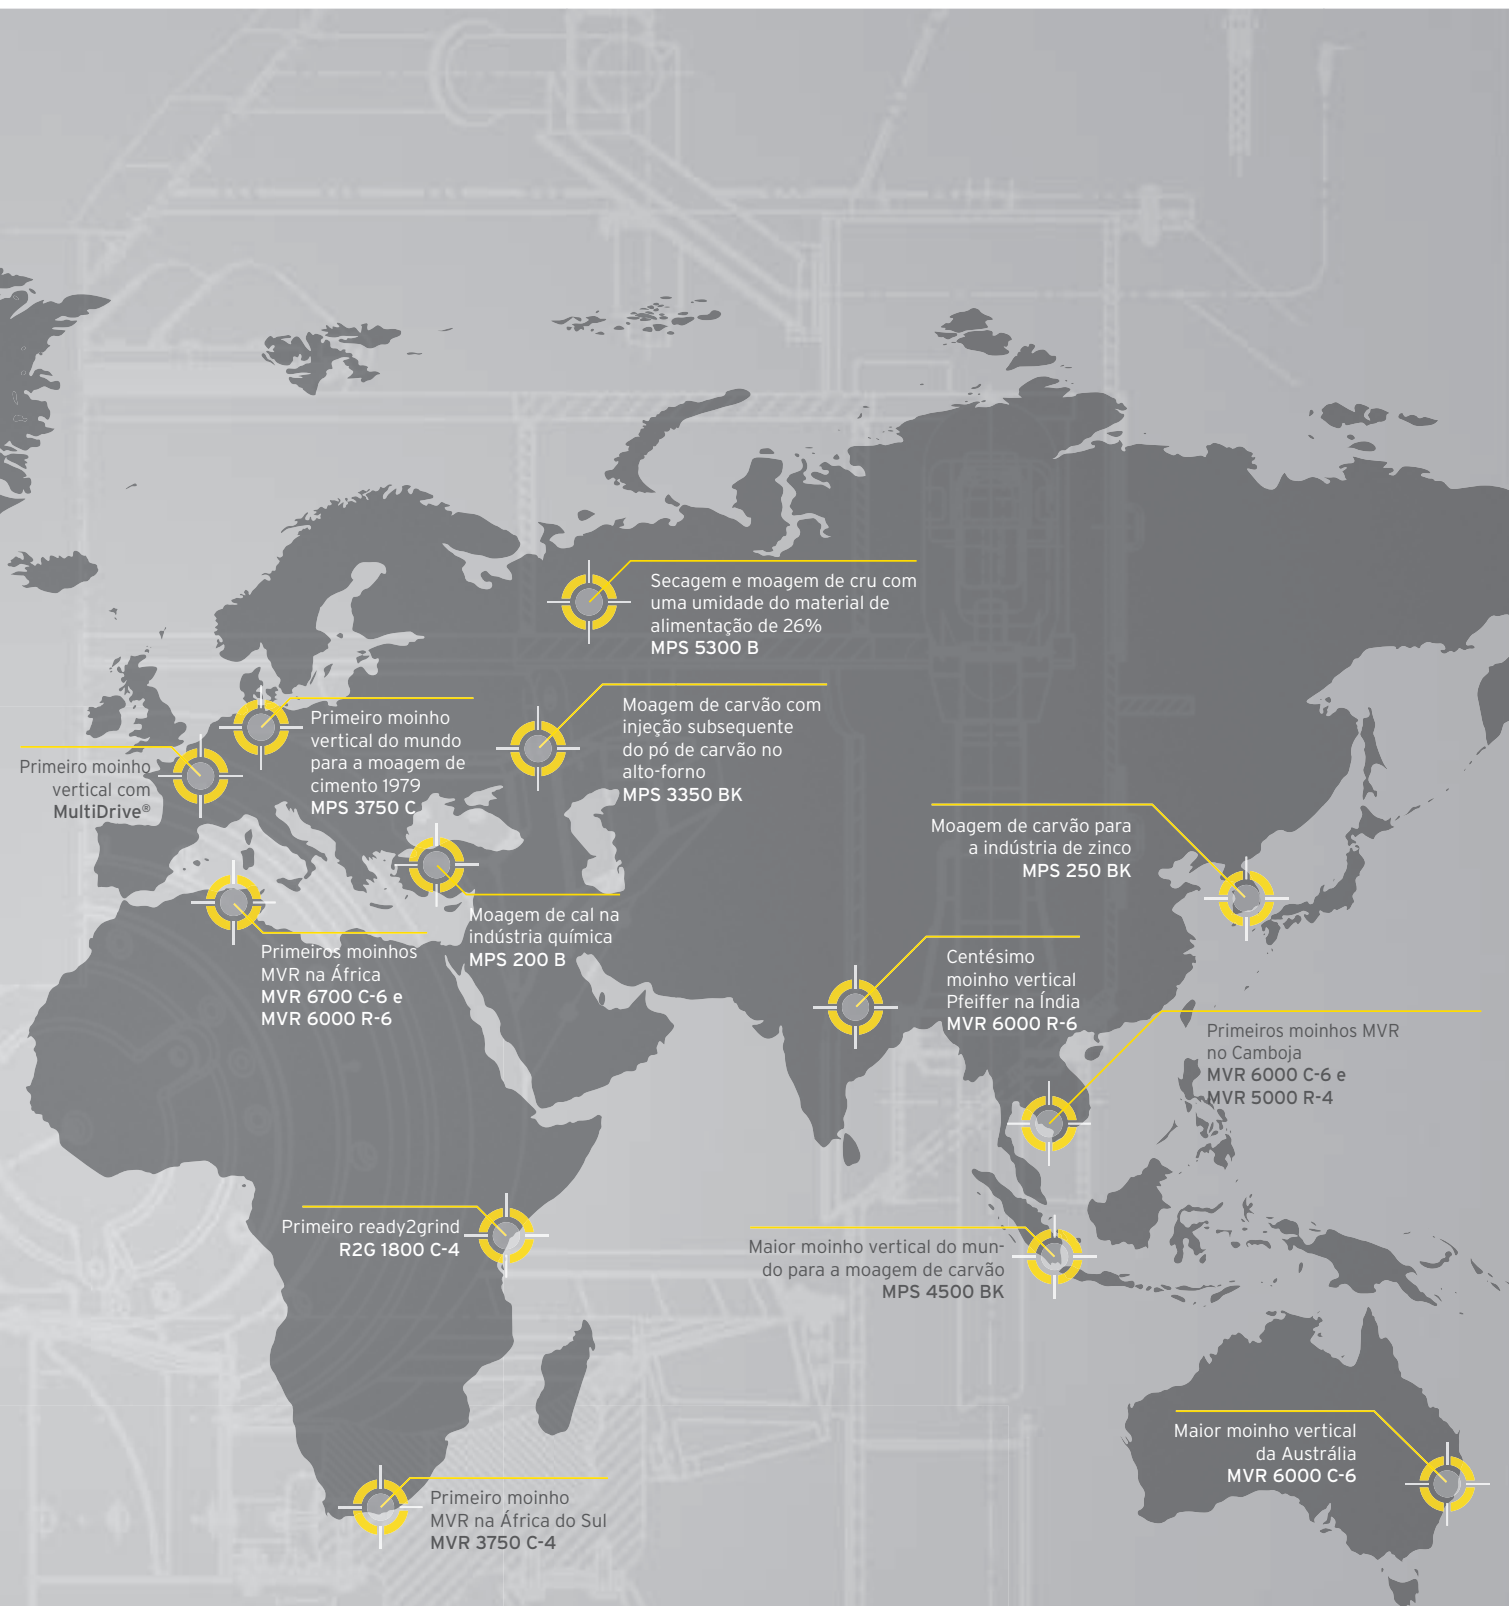 Secagem e moagem de cru com
uma umidade do material de
alimentação de 26%
MPS 5300 B
Moagem de carvão com
injeção subsequente
do pó de carvão no
alto-forno
MPS 3350 BK
Primeiro moinho
vertical do mundo
para a moagem de
cimento 1979
MPS 3750 C
Primeiro moinho
vertical com
MultiDrive®
Moagem de carvão para
a indústria de zinco
MPS 250 BK
Moagem de cal na
indústria química
MPS 200 B
Primeiros moinhos
MVR na África
MVR 6700 C-6 e
MVR 6000 R-6
Centésimo
moinho vertical
Pfeiffer na Índia
MVR 6000 R-6
Primeiros moinhos MVR
no Camboja
MVR 6000 C-6 e
MVR 5000 R-4
Primeiro ready2grind
R2G 1800 C-4
Maior moinho vertical do mun-
do para a moagem de carvão
MPS 4500 BK
Maior moinho vertical
da Austrália
MVR 6000 C-6
Primeiro moinho
MVR na África do Sul
MVR 3750 C-4